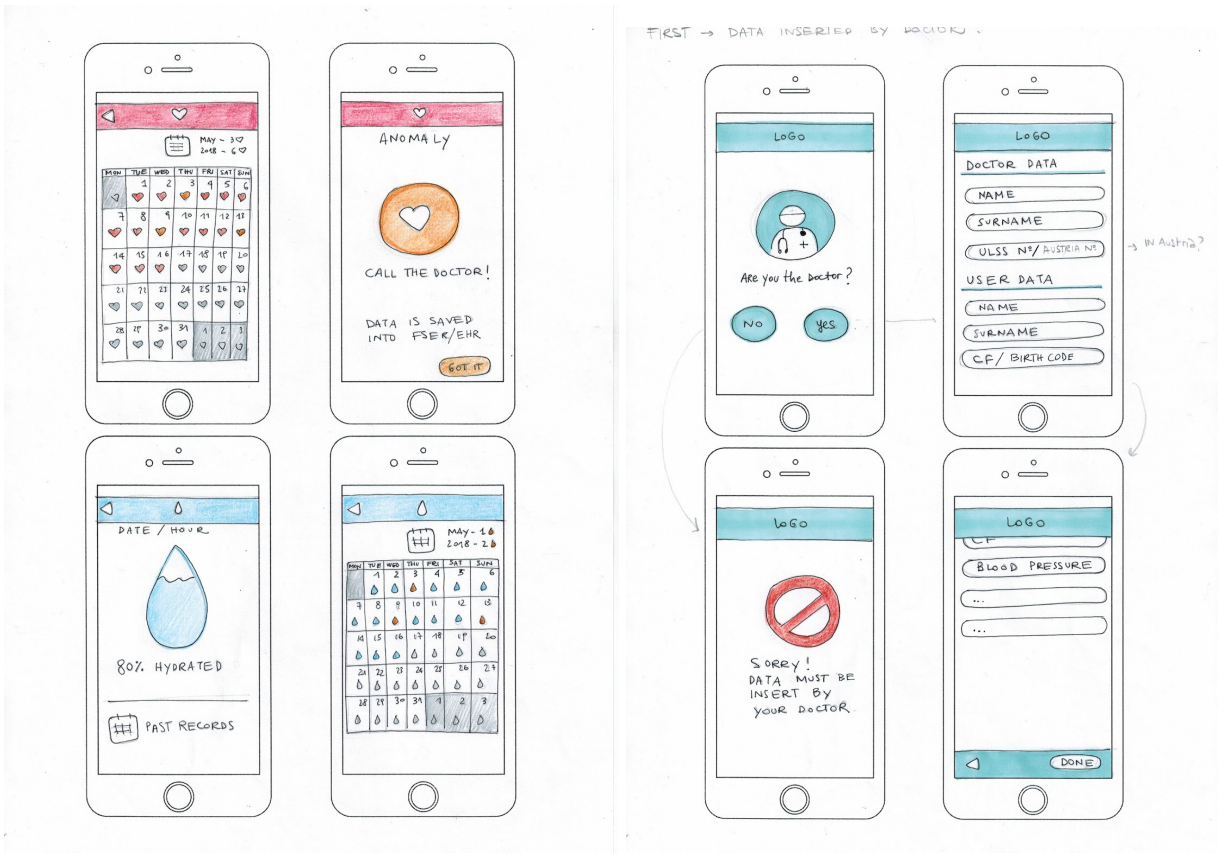 MAY - 3
2018 - 6
MON TUE WED THU FRI SAT SUN
1 2 3 4 5 6
7 8 9 10 11 12 13
14 15 16 17 18 19 20
21 22 23 24 25 26 27
28 29 30 31 1 2 3
ANOMALY
CALL THE DOCTOR!
DATA IS SAVED
INTO FSER/EHR
GOT IT
DATE / HOUR
80% HYDRATED
PAST RECORDS
MAY - 1
2018 - 2
MON TUE WED THU FRI SAT SUN
1 2 3 4 5 6
7 8 9 10 11 12 13
14 15 16 17 18 19 20
21 22 23 24 25 26 27
28 29 30 31 1 2 3
FIRST → DATA INSERTED BY DOCTOR.
LOGO
Are you the Doctor?
NO
yes
LOGO
DOCTOR DATA
NAME
SURNAME
ULSS Nº/ AUSTRIA Nº
→ IN Austria?
USER DATA
NAME
SURNAME
CF/ BIRTH CODE
LOGO
SORRY!
DATA MUST BE
INSERT BY
YOUR DOCTOR.
LOGO
CF
BLOOD PRESSURE
...
...
DONE